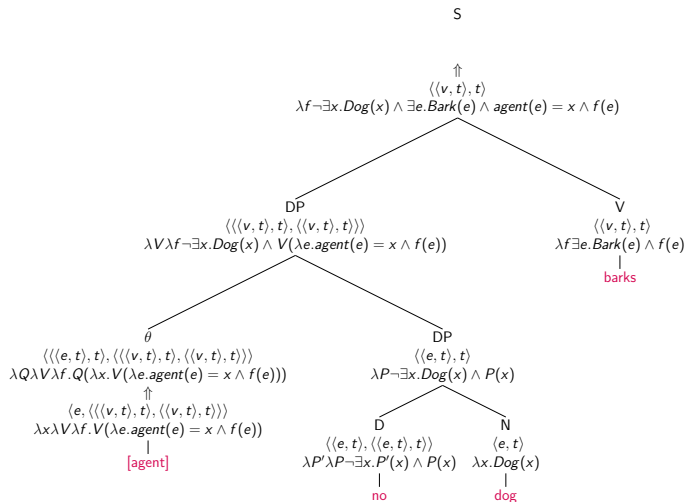 S
⇑
⟨⟨v, t⟩, t⟩
λf¬∃x.Dog(x) ∧ ∃e.Bark(e) ∧ agent(e) = x ∧ f(e)
DP V
⟨⟨⟨v, t⟩, t⟩, ⟨⟨v, t⟩, t⟩⟩⟩ ⟨⟨v, t⟩, t⟩
λVλf¬∃x.Dog(x) ∧ V(λe.agent(e) = x ∧ f(e)) λf∃e.Bark(e) ∧ f(e)
barks
θ DP
⟨⟨⟨e, t⟩, t⟩, ⟨⟨⟨v, t⟩, t⟩, ⟨⟨v, t⟩, t⟩⟩⟩ ⟨⟨e, t⟩, t⟩
λQλVλf.Q(λx.V(λe.agent(e) = x ∧ f(e))) λP¬∃x.Dog(x) ∧ P(x)
⇑
⟨e, ⟨⟨⟨v, t⟩, t⟩, ⟨⟨v, t⟩, t⟩⟩⟩ D N
λxλVλf.V(λe.agent(e) = x ∧ f(e)) ⟨⟨e, t⟩, ⟨⟨e, t⟩, t⟩⟩ ⟨e, t⟩
λP′λP¬∃x.P′(x) ∧ P(x) λx.Dog(x)
[agent] no dog